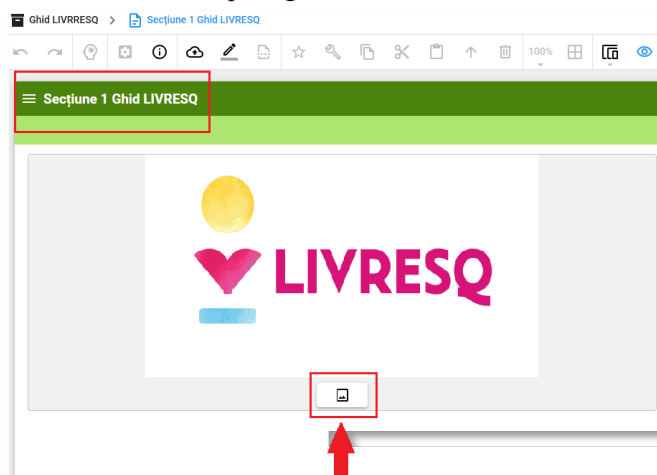 Ghid LIVRRESQ > Secțiune 1 Ghid LIVRESQ
100%
Secțiune 1 Ghid LIVRESQ
LIVRESQ